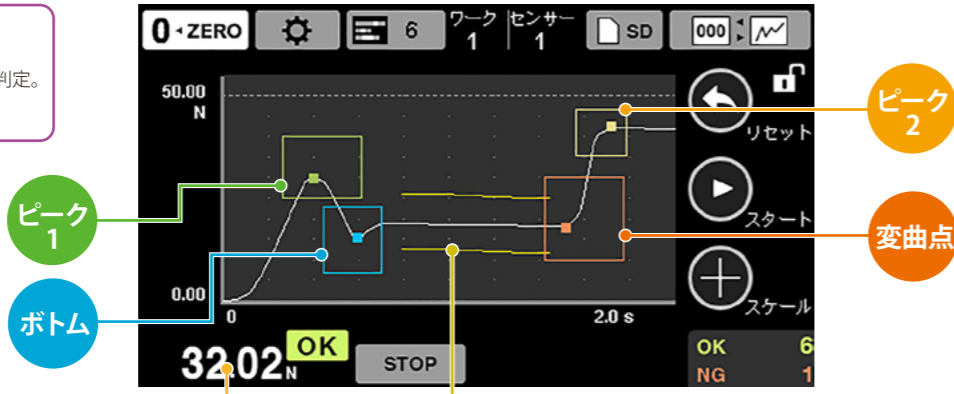 判定。
0 ZERO
6
ワーク
1
センサー
1
SD
000
50.00
N
0.00
0
2.0 s
リセット
スタート
スケール
ピーク
1
ボトム
ピーク
2
変曲点
32.02 N
OK
STOP
OK 6
NG 1